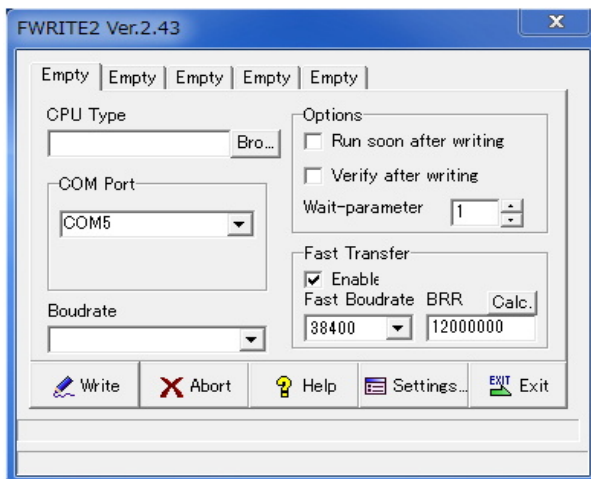 FWRITE2 Ver.2.43
x
Empty Empty Empty Empty Empty
CPU Type
Bro...
COM Port
COM5
Boudrate
Options
Run soon after writing
Verify after writing
Wait-parameter 1
Fast Transfer
Enable
Fast Boudrate BRR Calc.
38400 12000000
Write Abort Help Settings... EXIT Exit